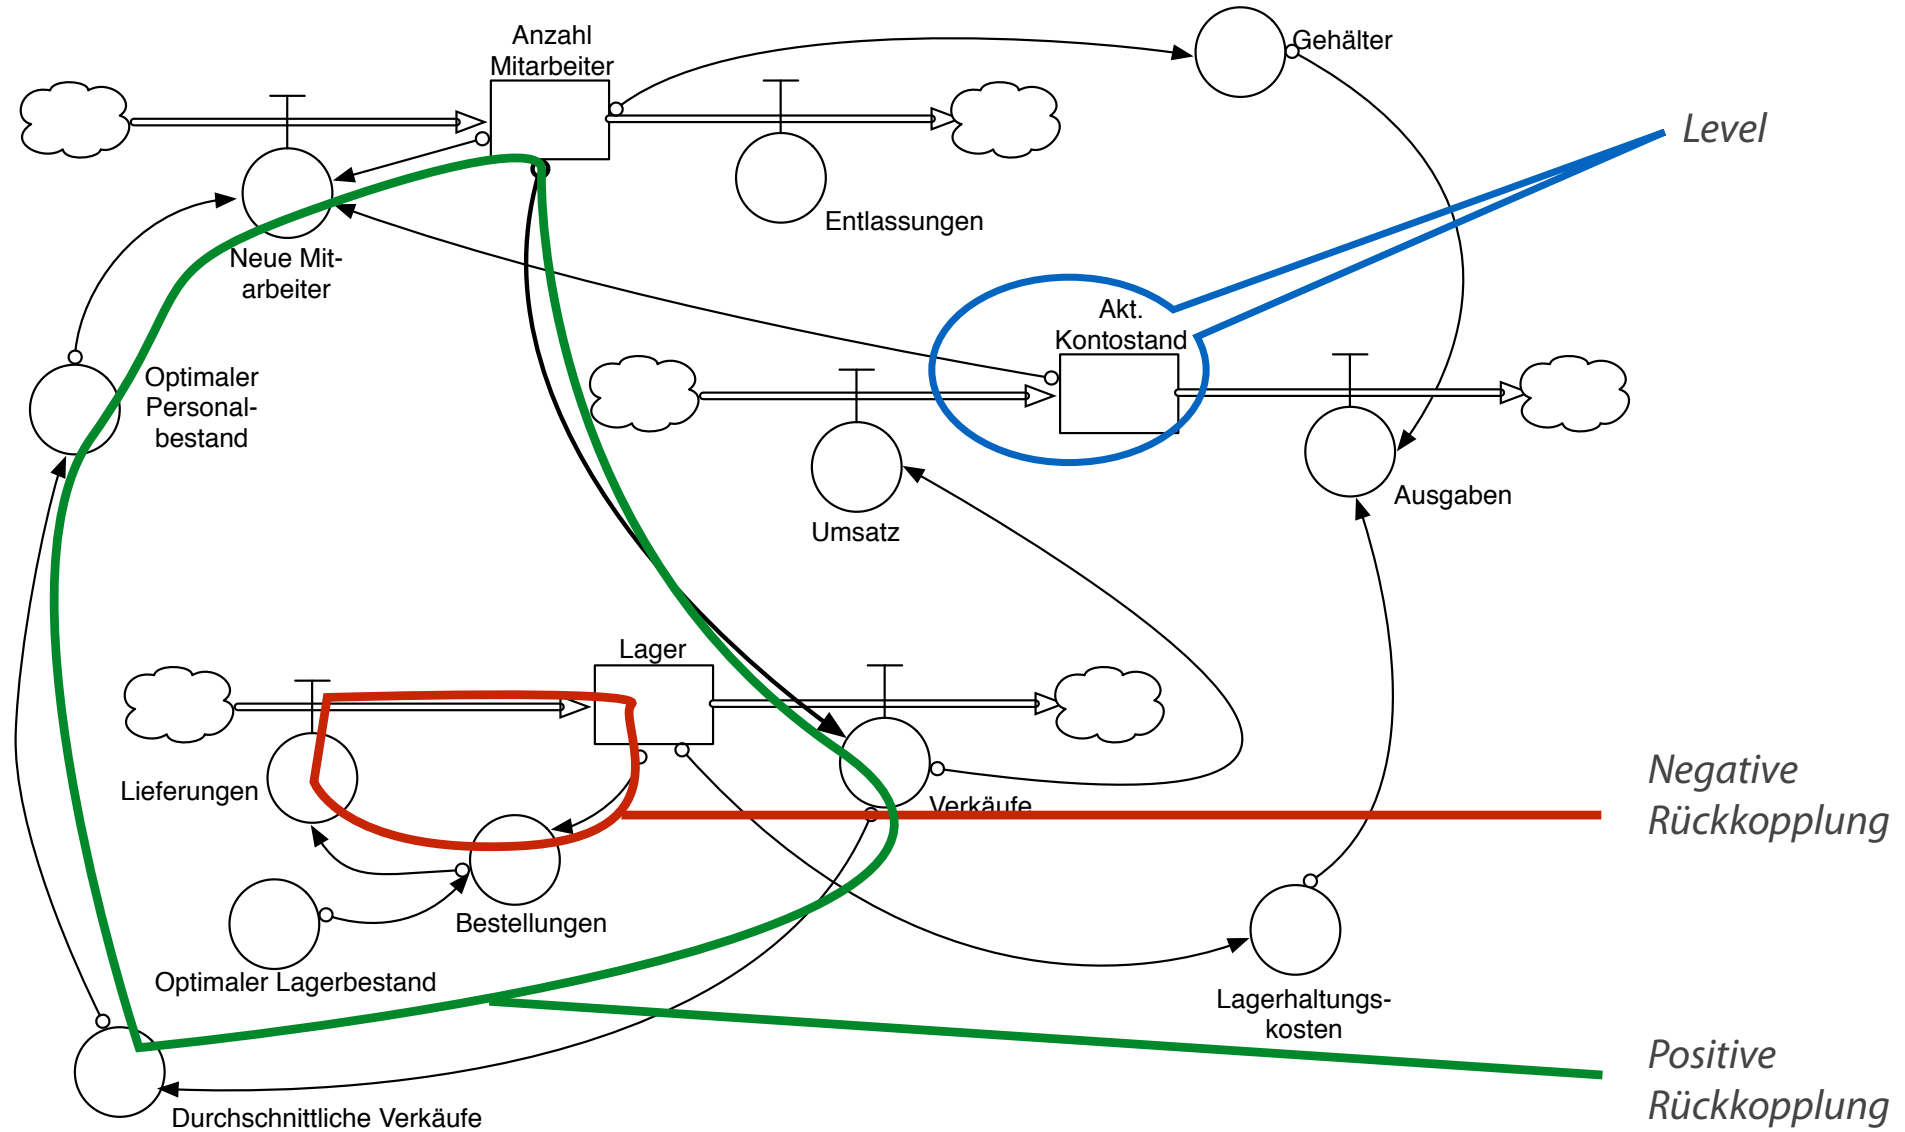 Anzahl
Mitarbeiter
Gehälter
Level
Entlassungen
Neue Mit-
arbeiter
Akt.
Kontostand
Optimaler
Personal-
bestand
Ausgaben
Umsatz
Lager
Lieferungen
Verkäufe
Negative
Rückkopplung
Bestellungen
Optimaler Lagerbestand
Lagerhaltungs-
kosten
Positive
Rückkopplung
Durchschnittliche Verkäufe